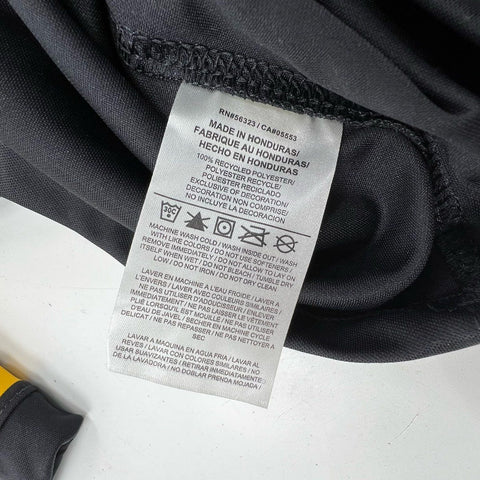 RN#56323 / CA#05553
MADE IN HONDURAS/
FABRIQUE AU HONDURAS/
HECHO EN HONDURAS
100% RECYCLED POLYESTER/
POLYESTER RECYCLE/
POLIESTER RECICLADO
EXCLUSIVE OF DECORATION/
DECORATION NON COMPRISE/
NO INCLUYE LA DECORACION
30C
MACHINE WASH COLD / WASH INSIDE OUT / WASH
WITH LIKE COLORS / DO NOT USE SOFTENERS /
REMOVE IMMEDIATELY / DO NOT ALLOW TO LAY ON
ITSELF WHEN WET / DO NOT BLEACH / TUMBLE DRY
LOW / DO NOT IRON / DO NOT DRY CLEAN
LAVER EN MACHINE A L'EAU FROIDE / LAVER A
L'ENVERS / LAVER AVEC COULEURS SIMILAIRES /
NE PAS UTILISER D'ADOUCISSEUR / ENLEVER
IMMEDIATEMENT / NE PAS LAISSER LE VETEMENT
PLIE LORSQU'IL EST MOUILLE / NE PAS UTILISER
D'EAU DE JAVEL / SECHER EN MACHINE CYCLE
DELICAT / NE PAS REPASSER / NE PAS NETTOYER A
SEC
LAVAR A MAQUINA EN AGUA FRIA / LAVAR AL
REVES / LAVAR CON COLORES SIMILARES / NO
USAR SUAVIZANTES / RETIRAR INMEDIATAMENTE
DE LA LAVADORA / NO DOBLAR PRENDA MOJADA /